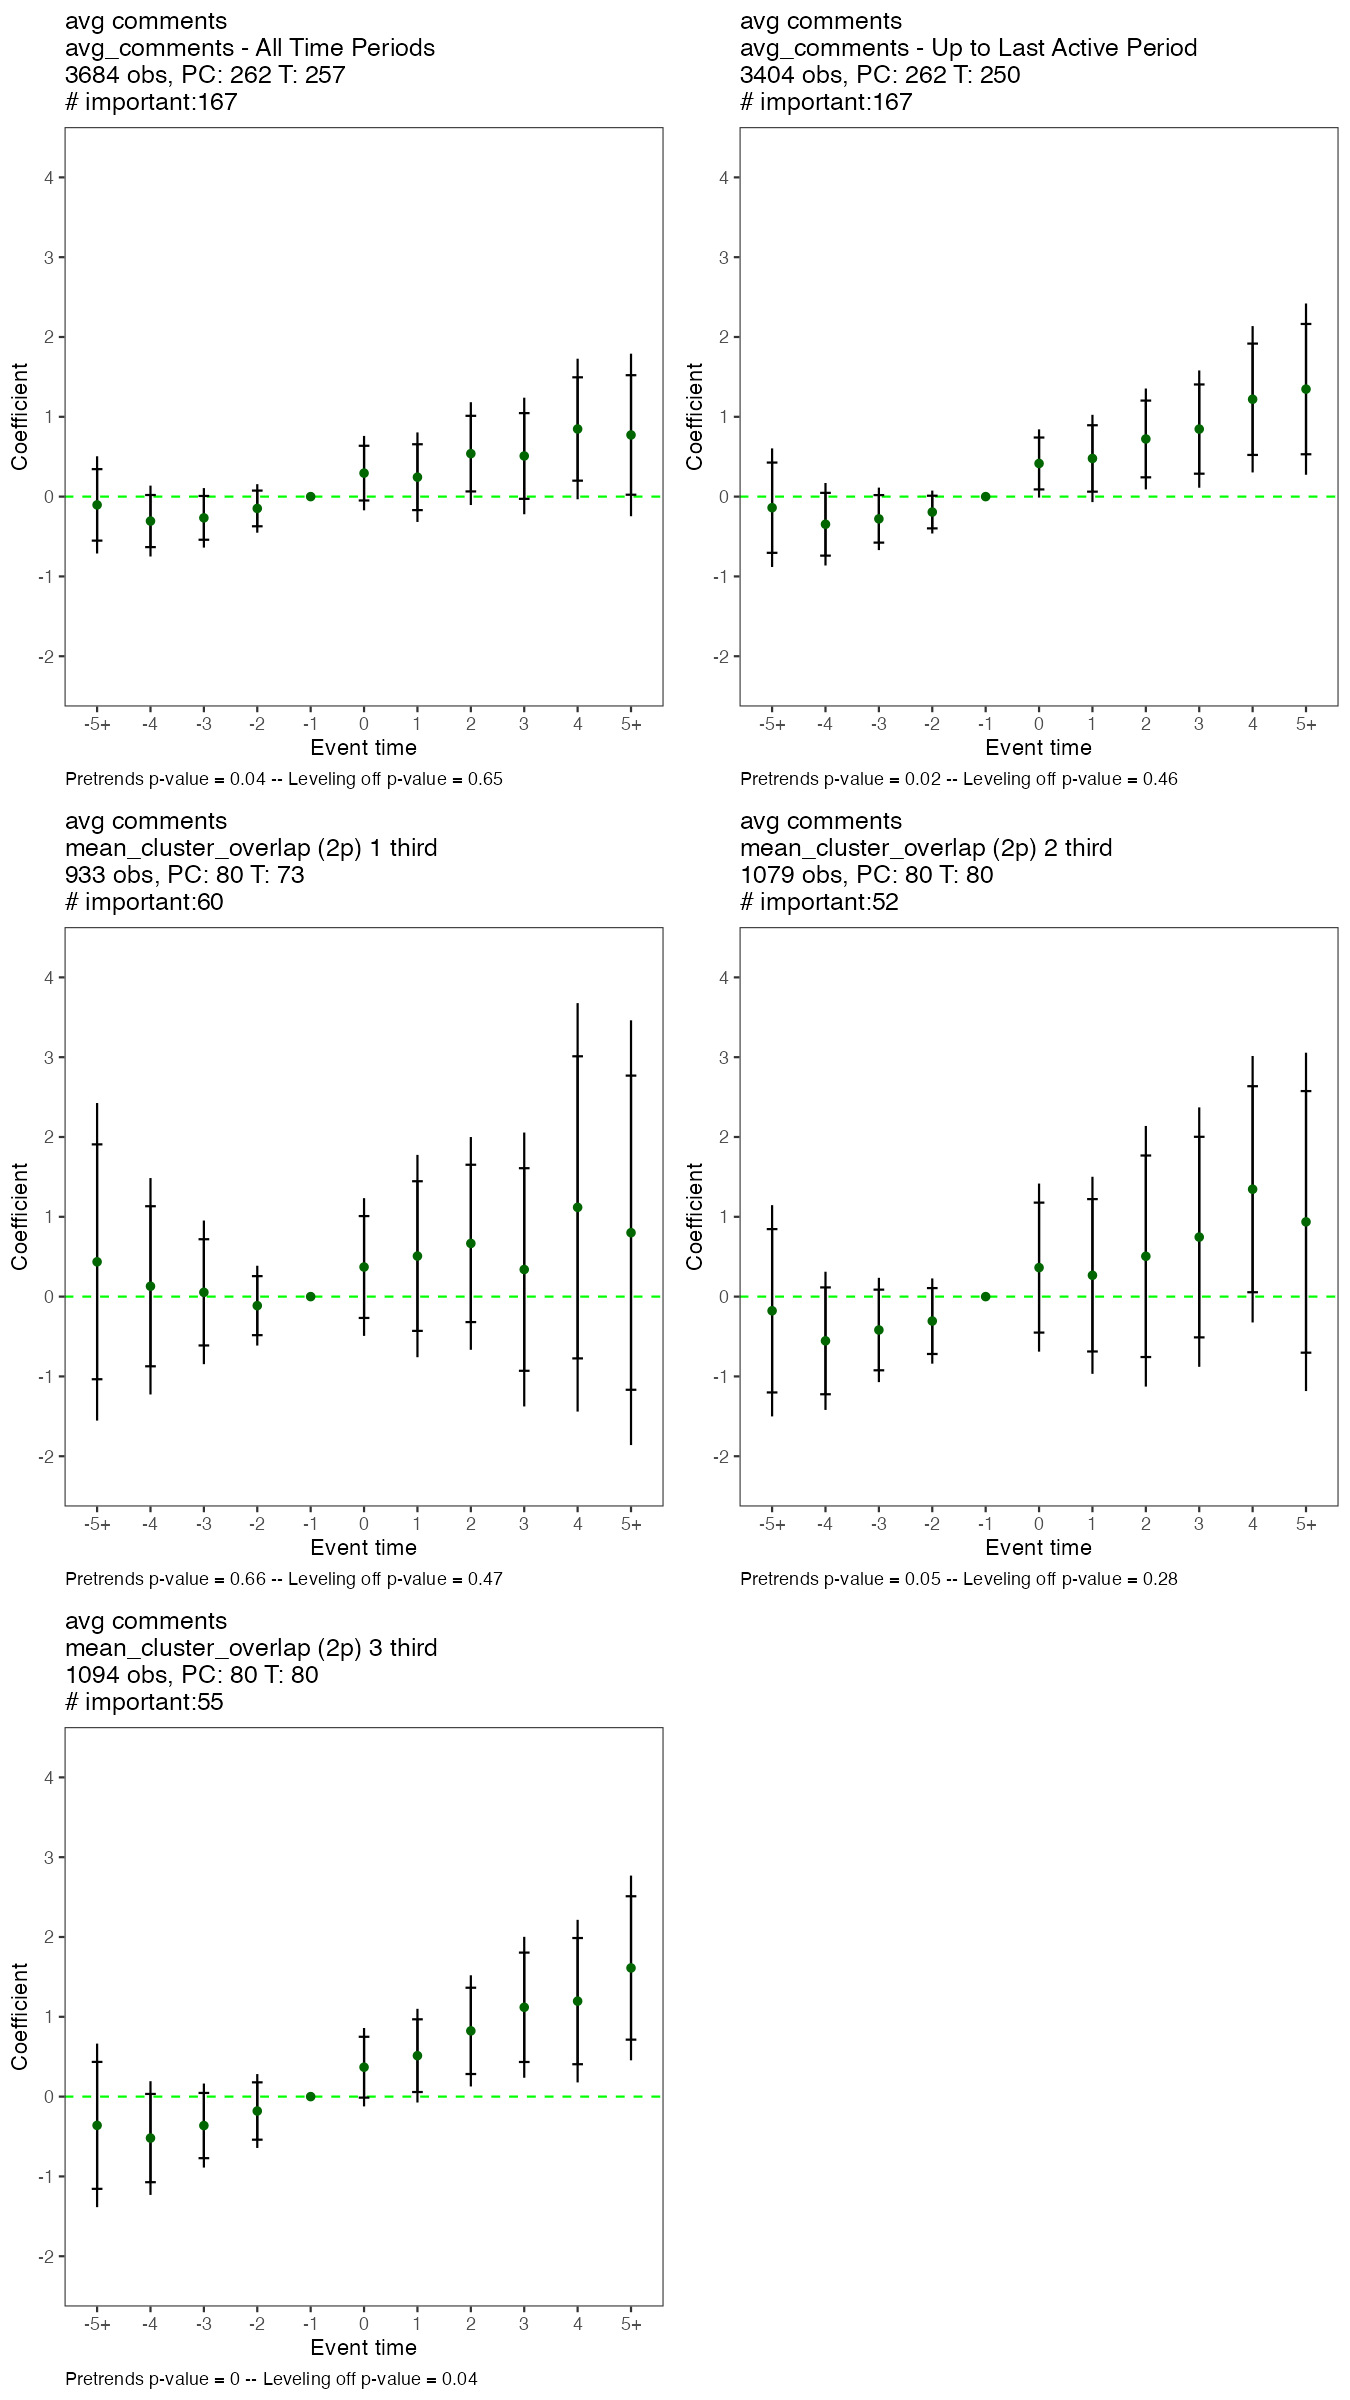 avg comments
avg_comments - All Time Periods
3684 obs, PC: 262 T: 257
# important:167
4
3
2
1
0
-1
-2
Coefficient
-5+ -4 -3 -2 -1 0 1 2 3 4 5+
Event time
Pretrends p-value = 0.04 -- Leveling off p-value = 0.65
avg comments
avg_comments - Up to Last Active Period
3404 obs, PC: 262 T: 250
# important:167
4
3
2
1
0
-1
-2
Coefficient
-5+ -4 -3 -2 -1 0 1 2 3 4 5+
Event time
Pretrends p-value = 0.02 -- Leveling off p-value = 0.46
avg comments
mean_cluster_overlap (2p) 1 third
933 obs, PC: 80 T: 73
# important:60
4
3
2
1
0
-1
-2
Coefficient
-5+ -4 -3 -2 -1 0 1 2 3 4 5+
Event time
Pretrends p-value = 0.66 -- Leveling off p-value = 0.47
avg comments
mean_cluster_overlap (2p) 2 third
1079 obs, PC: 80 T: 80
# important:52
4
3
2
1
0
-1
-2
Coefficient
-5+ -4 -3 -2 -1 0 1 2 3 4 5+
Event time
Pretrends p-value = 0.05 -- Leveling off p-value = 0.28
avg comments
mean_cluster_overlap (2p) 3 third
1094 obs, PC: 80 T: 80
# important:55
4
3
2
1
0
-1
-2
Coefficient
-5+ -4 -3 -2 -1 0 1 2 3 4 5+
Event time
Pretrends p-value = 0 -- Leveling off p-value = 0.04